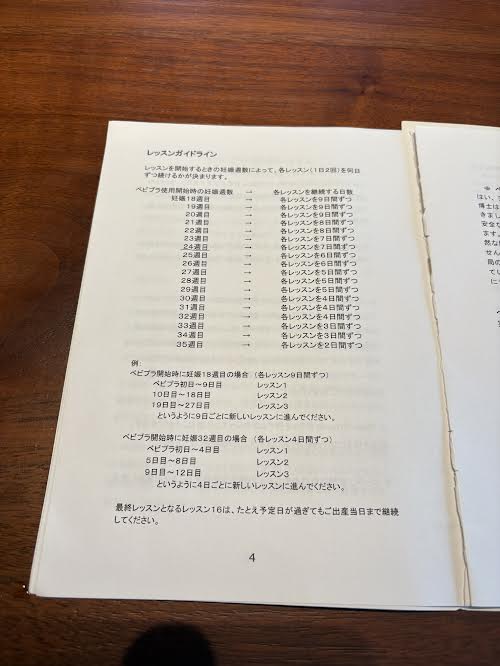 レッスンガイドライン
レッスンを開始するときの妊娠週数によって、各レッスン(1日2回)を何日
ずつ続けるかが決まります。
ベビプラ使用開始時の妊娠週数 → 各レッスンを継続する日数
妊娠18週目 → 各レッスンを9日間ずつ
19週目 → 各レッスンを9日間ずつ
20週目 → 各レッスンを9日間ずつ
21週目 → 各レッスンを8日間ずつ
22週目 → 各レッスンを8日間ずつ
23週目 → 各レッスンを7日間ずつ
24週目 → 各レッスンを7日間ずつ
25週目 → 各レッスンを6日間ずつ
26週目 → 各レッスンを6日間ずつ
27週目 → 各レッスンを5日間ずつ
28週目 → 各レッスンを5日間ずつ
29週目 → 各レッスンを5日間ずつ
30週目 → 各レッスンを4日間ずつ
31週目 → 各レッスンを4日間ずつ
32週目 → 各レッスンを4日間ずつ
33週目 → 各レッスンを3日間ずつ
34週目 → 各レッスンを3日間ずつ
35週目 → 各レッスンを2日間ずつ
例:
ベビプラ開始時に妊娠18週目の場合 (各レッスン9日間ずつ)
ベビプラ初日~9日目 レッスン1
10日目~18日目 レッスン2
19日目~27日目 レッスン3
というように9日ごとに新しいレッスンに進んでください。
ベビプラ開始時に妊娠32週目の場合 (各レッスン4日間ずつ)
ベビプラ初日~4日目 レッスン1
5日目~8日目 レッスン2
9日目~12日目 レッスン3
というように4日ごとに新しいレッスンに進んでください。
最終レッスンとなるレッスン16は、たとえ予定日が過ぎてもご出産当日まで継続
してください。
4
はい、
博士は
きまし
安全な
ます。
然な
せん
局の
てい
につ